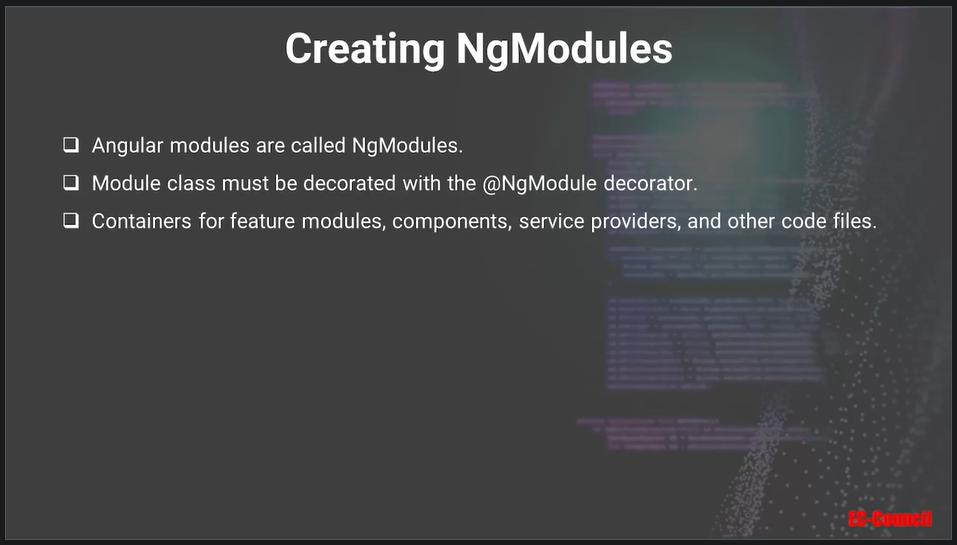 Creating NgModules
Angular modules are called NgModules.
Module class must be decorated with the @NgModule decorator.
Containers for feature modules, components, service providers, and other code files.
EC-Council